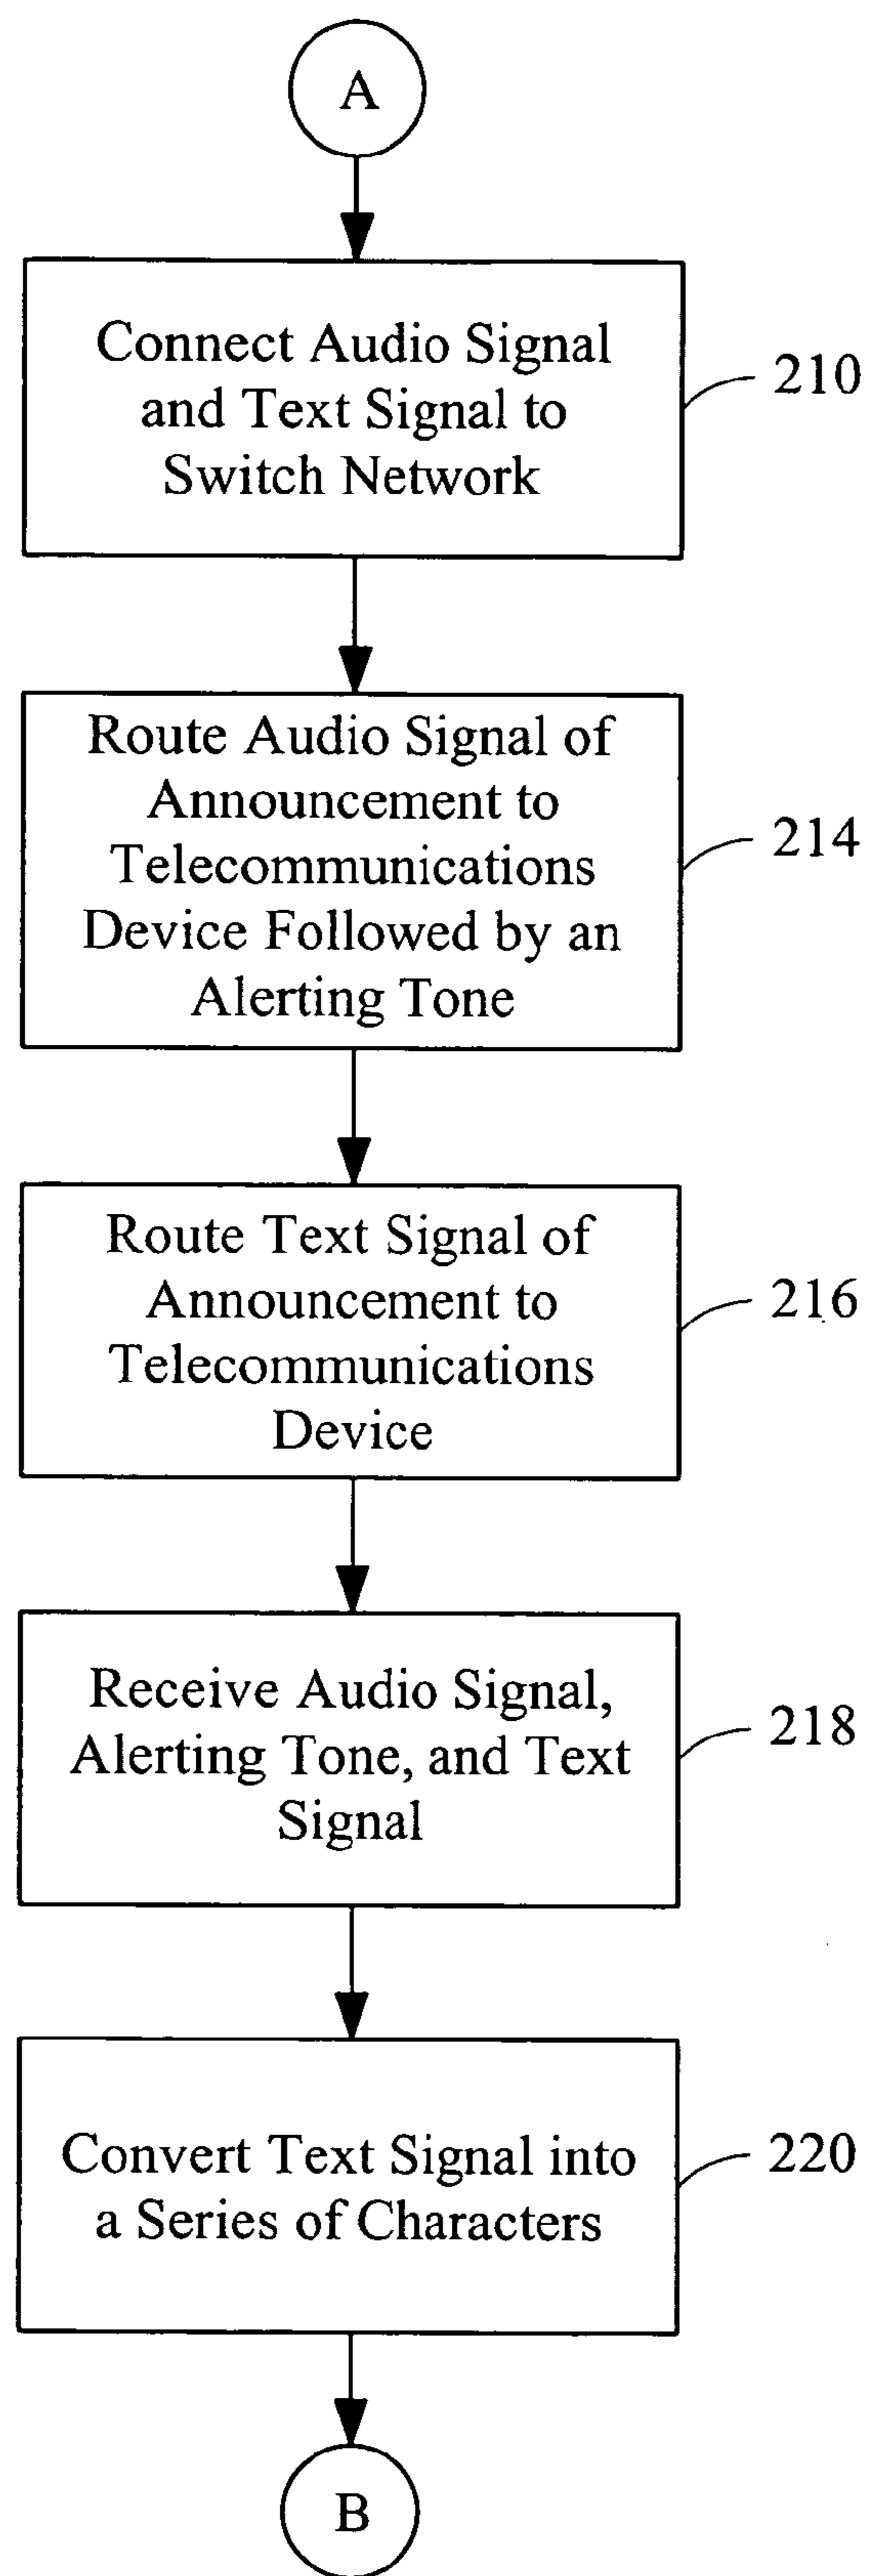 A
Connect Audio Signal
and Text Signal to
Switch Network
210
Route Audio Signal of
Announcement to
Telecommunications
Device Followed by an
Alerting Tone
214
Route Text Signal of
Announcement to
Telecommunications
Device
216
Receive Audio Signal,
Alerting Tone, and Text
Signal
218
Convert Text Signal into
a Series of Characters
220
B